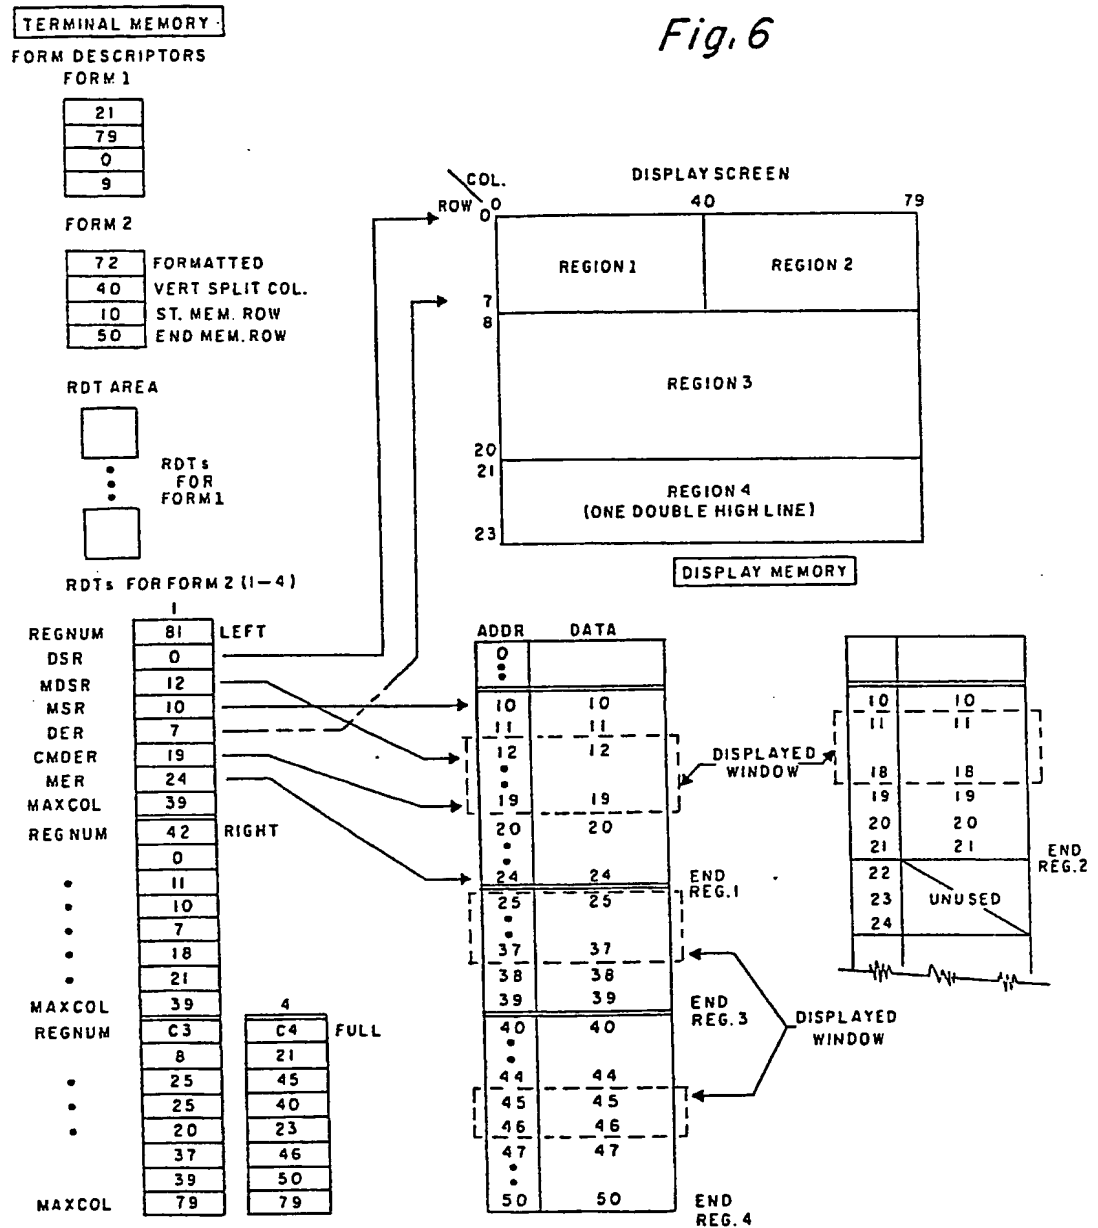 TERMINAL MEMORY
Fig. 6
FORM DESCRIPTORS
FORM 1
21
79
0
9
FORM 2
72 FORMATTED
40 VERT SPLIT COL.
10 ST. MEM. ROW
50 END MEM. ROW
RDT AREA
RDTs
FOR
FORM1
RDTs FOR FORM 2 (1-4)
1
REGNUM 81 LEFT
DSR 0
MDSR 12
MSR 10
DER 7
CMDER 19
MER 24
MAXCOL 39
REGNUM 42 RIGHT
0
11
10
7
18
21
MAXCOL 39
REGNUM C3
8
25
25
20
37
39
MAXCOL 79
4
C4 FULL
21
45
40
23
46
50
79
DISPLAY SCREEN
COL.
ROW
0 40 79
0
REGION 1 REGION 2
7
8
REGION 3
20
21
REGION 4
(ONE DOUBLE HIGH LINE)
23
DISPLAY MEMORY
ADDR DATA
0
10 10
11 11
12 12
19 19
20 20
24 24
END
REG.1
25 25
37 37
38 38
39 39
END
REG. 3
40 40
44 44
45 45
46 46
47 47
50 50
END
REG. 4
DISPLAYED
WINDOW
10 10
11 11
18 18
19 19
20 20
21 21
END
REG.2
22
23 UNUSED
24
DISPLAYED
WINDOW